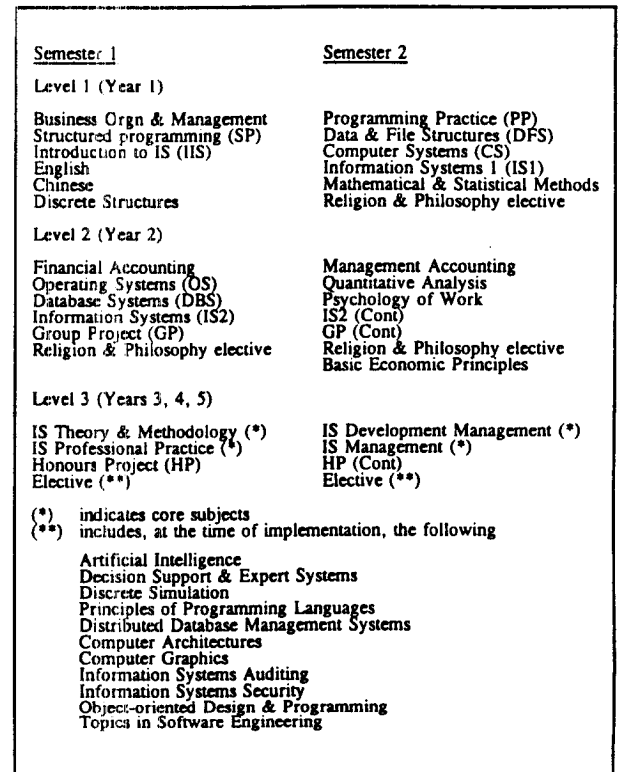 Semester 1 Semester 2
Level 1 (Year 1)
Business Orgn & Management Programming Practice (PP)
Structured programming (SP) Data & File Structures (DFS)
Introduction to IS (IIS) Computer Systems (CS)
English Information Systems 1 (IS1)
Chinese Mathematical & Statistical Methods
Discrete Structures Religion & Philosophy elective
Level 2 (Year 2)
Financial Accounting Management Accounting
Operating Systems (OS) Quantitative Analysis
Database Systems (DBS) Psychology of Work
Information Systems (IS2) IS2 (Cont)
Group Project (GP) GP (Cont)
Religion & Philosophy elective Religion & Philosophy elective
Basic Economic Principles
Level 3 (Years 3, 4, 5)
IS Theory & Methodology (*) IS Development Management (*)
IS Professional Practice (*) IS Management (*)
Honours Project (HP) HP (Cont)
Elective (**) Elective (**)
(*) indicates core subjects
(**) includes, at the time of implementation, the following
Artificial Intelligence
Decision Support & Expert Systems
Discrete Simulation
Principles of Programming Languages
Distributed Database Management Systems
Computer Architectures
Computer Graphics
Information Systems Auditing
Information Systems Security
Object-oriented Design & Programming
Topics in Software Engineering